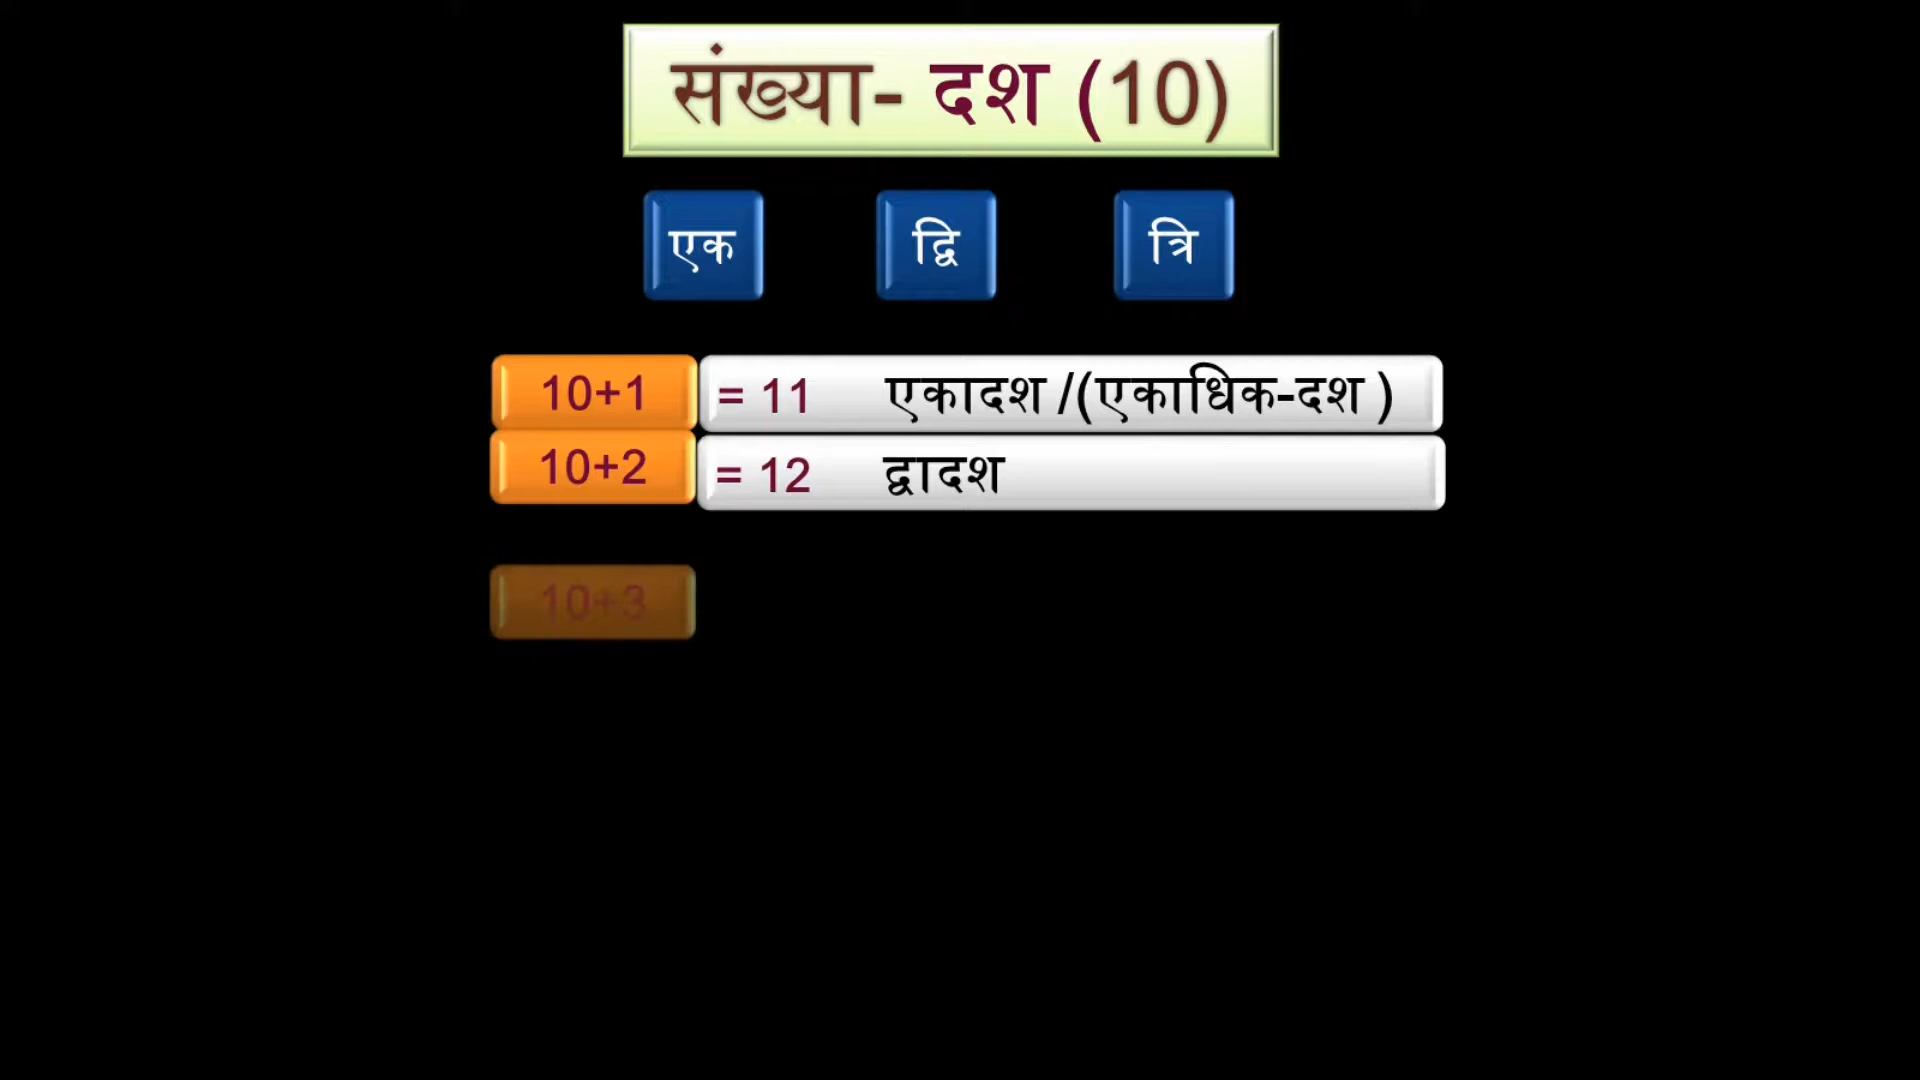 संख्या- दश (10)
एक द्वि त्रि
10+1 = 11 एकादश /(एकाधिक-दश )
10+2 = 12 द्वादश
10+3